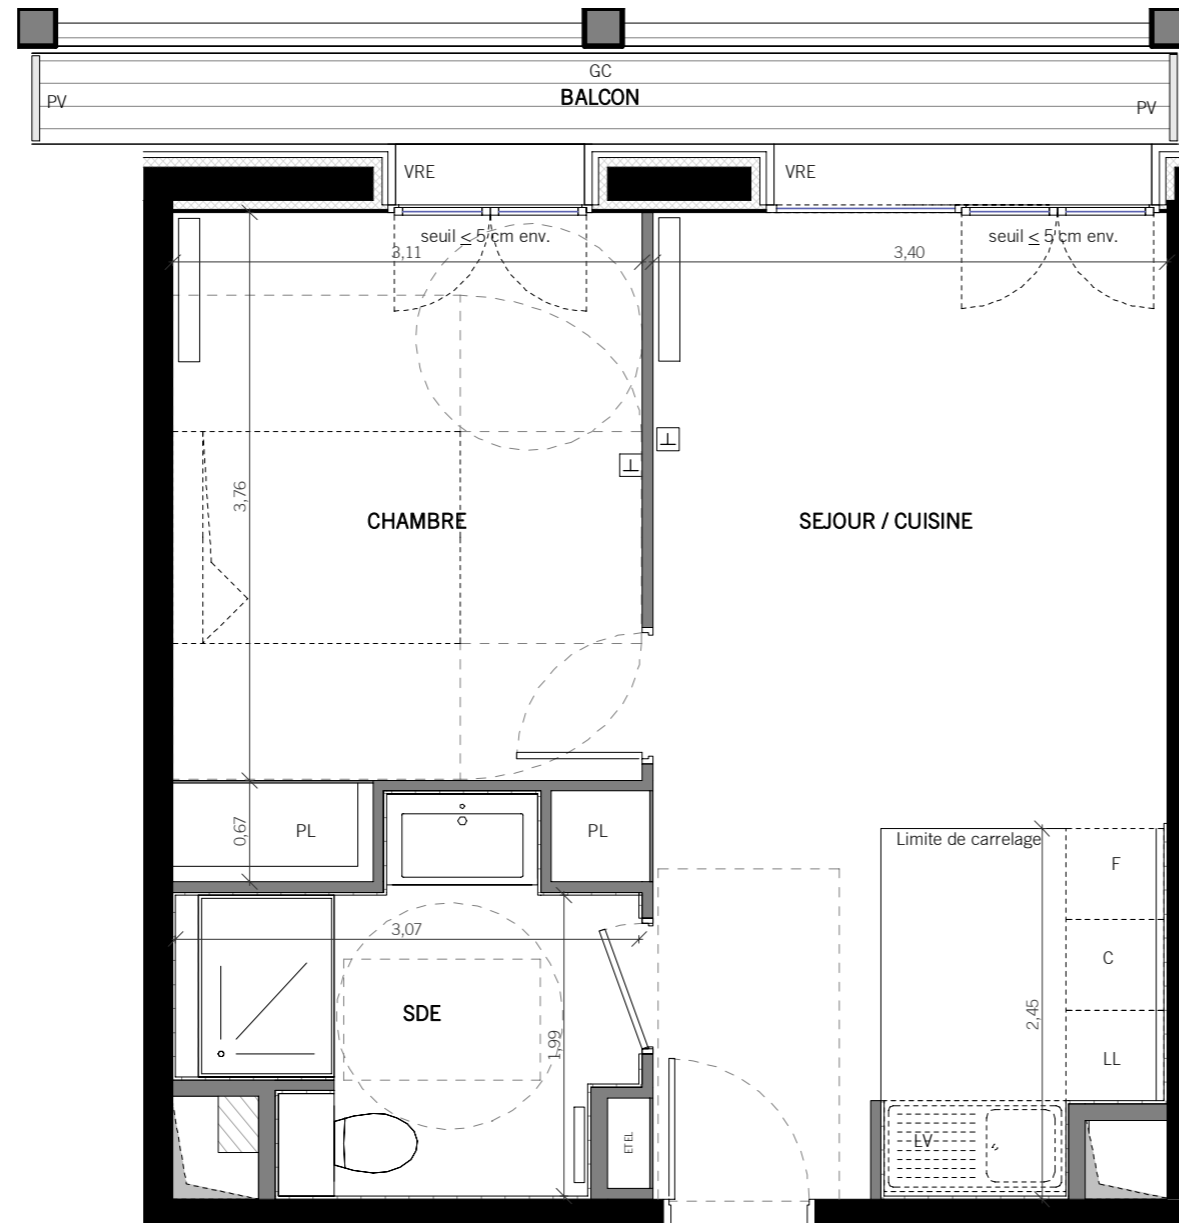 GC
BALCON
PV
PV
VRE
VRE
seuil ≤ 5 cm env.
seuil ≤ 5 cm env.
3,11
3,40
3,76
CHAMBRE
SEJOUR / CUISINE
0,67
PL
PL
Limite de carrelage
F
3,07
C
SDE
1,99
2,45
LL
ETEL
LV